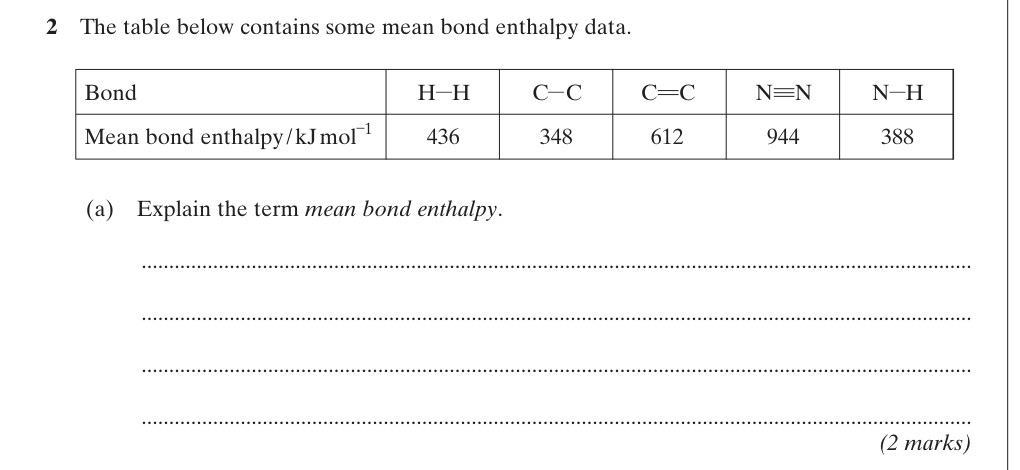 2 The table below contains some mean bond enthalpy data.
Bond H−H C−C C=C N≡N N−H
Mean bond enthalpy/kJ mol⁻¹ 436 348 612 944 388
(a) Explain the term mean bond enthalpy.
(2 marks)